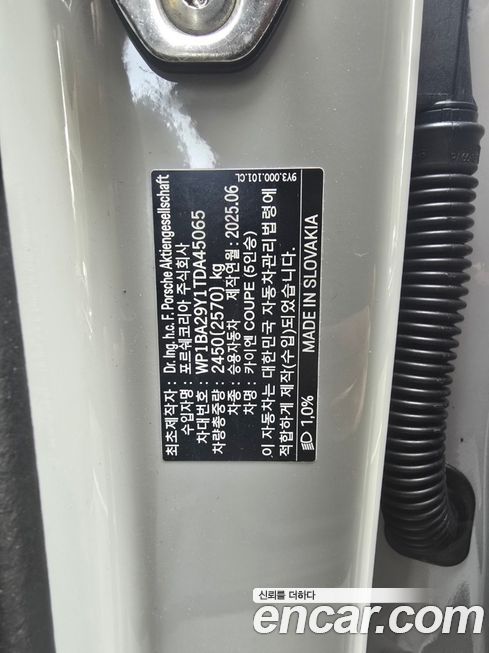 최초제작자 : Dr. Ing. h.c. F. Porsche Aktiengesellschaft
수입자명 : 포르쉐코리아 주식회사
차대번호 : WP1BA29Y1TDA45065
차량총중량 : 2450(2570) kg
차종 : 승용자동차 제작연월 : 2025.06
차명 : 카이엔 COUPE (5인승)
이 자동차는 대한민국 자동차관리법령에
적합하게 제작(수입)되었습니다.
MADE IN SLOVAKIA
1,0%
9Y3.000.101.CL
신뢰를 더하다
encar.com